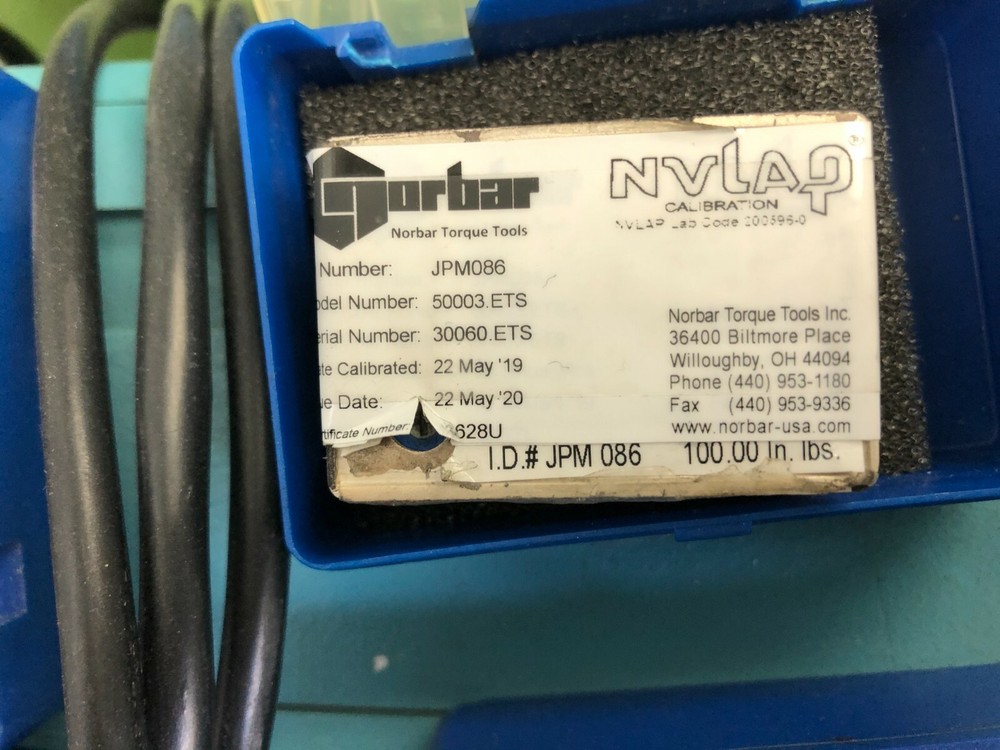 norbar
Norbar Torque Tools
NVLAP®
CALIBRATION
NVLAP Lab Code 200596-0
Number: JPM086
odel Number: 50003.ETS
erial Number: 30060.ETS
te Calibrated: 22 May '19
ue Date: 22 May '20
rtificate Number: 628U
Norbar Torque Tools Inc.
36400 Biltmore Place
Willoughby, OH 44094
Phone (440) 953-1180
Fax (440) 953-9336
www.norbar-usa.com
I.D.# JPM 086 100.00 In. lbs.